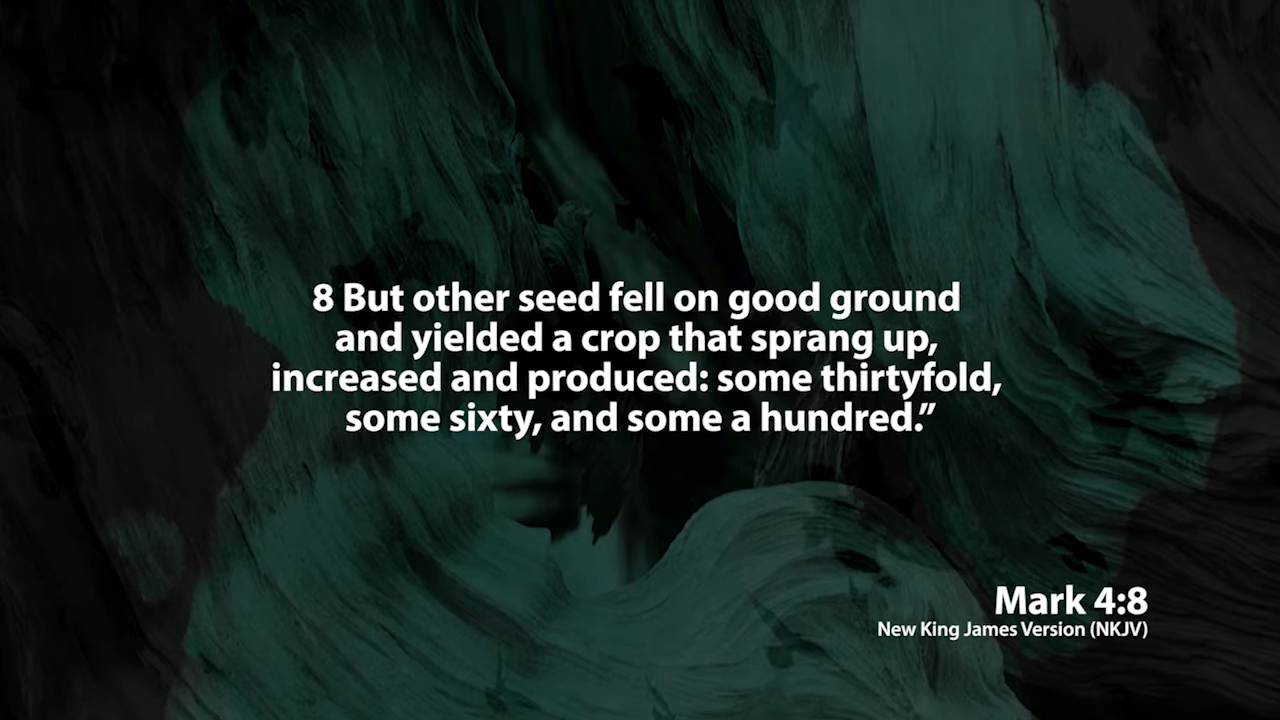 8 But other seed fell on good ground
and yielded a crop that sprang up,
increased and produced: some thirtyfold,
some sixty, and some a hundred.”
Mark 4:8
New King James Version (NKJV)